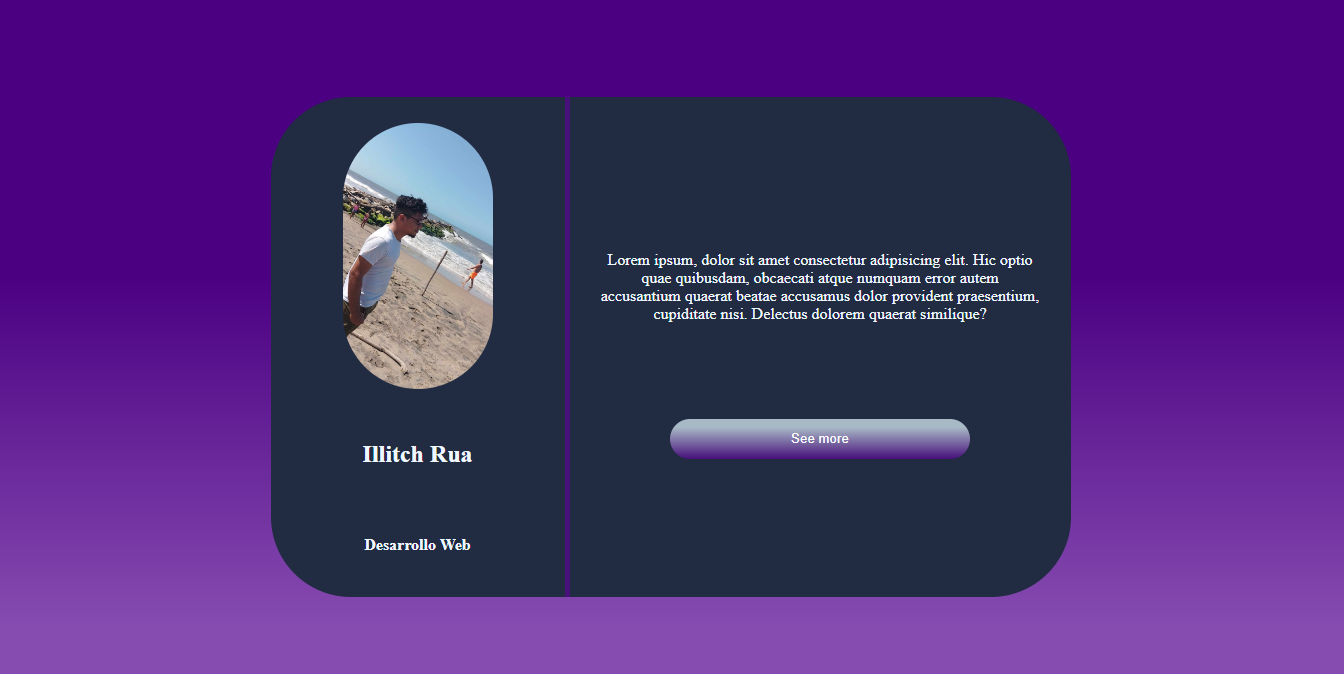 Illitch Rua
Desarrollo Web
Lorem ipsum, dolor sit amet consectetur adipisicing elit. Hic optio
quae quibusdam, obcaecati atque numquam error autem
accusantium quaerat beatae accusamus dolor provident praesentium,
cupiditate nisi. Delectus dolorem quaerat similique?
See more